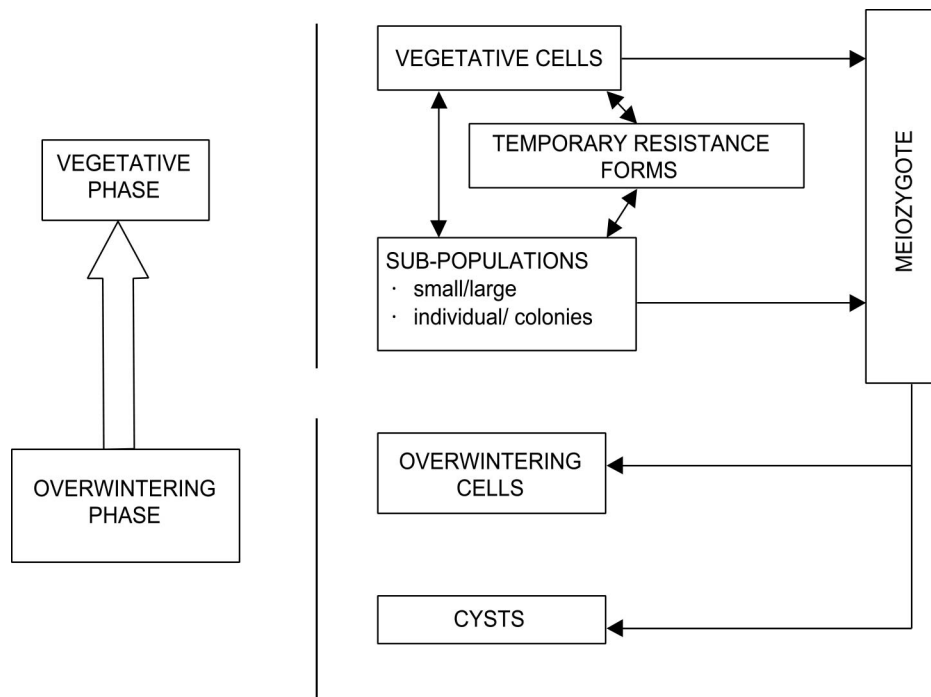 VEGETATIVE
PHASE
OVERWINTERING
PHASE
VEGETATIVE CELLS
TEMPORARY RESISTANCE
FORMS
SUB-POPULATIONS
· small/large
· individual/ colonies
MEIOZYGOTE
OVERWINTERING
CELLS
CYSTS